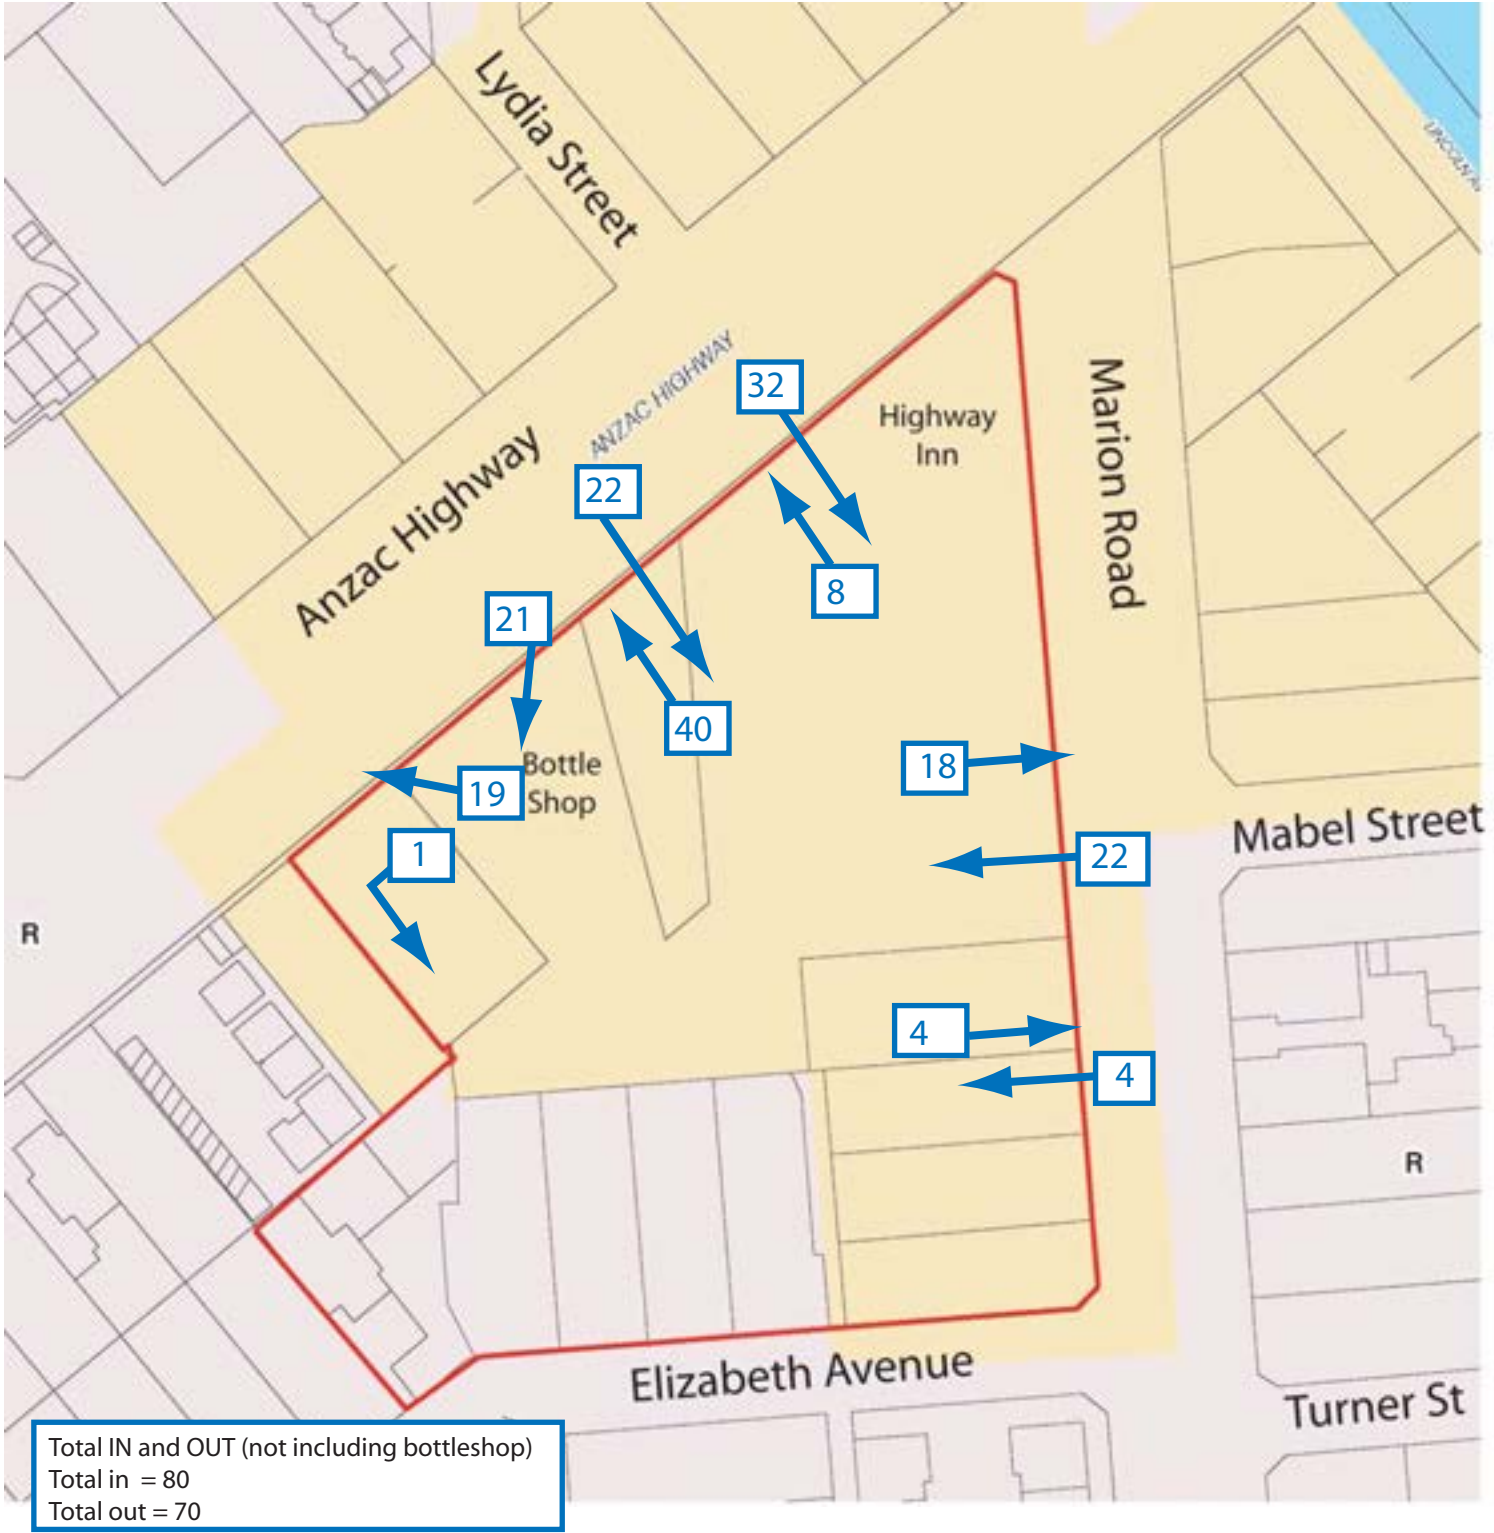 Lydia Street
LINCOLN AV
ANZAC HIGHWAY
32
Highway
Inn
Marion Road
Anzac Highway
22
8
21
40
Bottle
Shop
18
19
Mabel Street
1
22
R
4
4
R
Elizabeth Avenue
Turner St
Total IN and OUT (not including bottleshop)
Total in = 80
Total out = 70